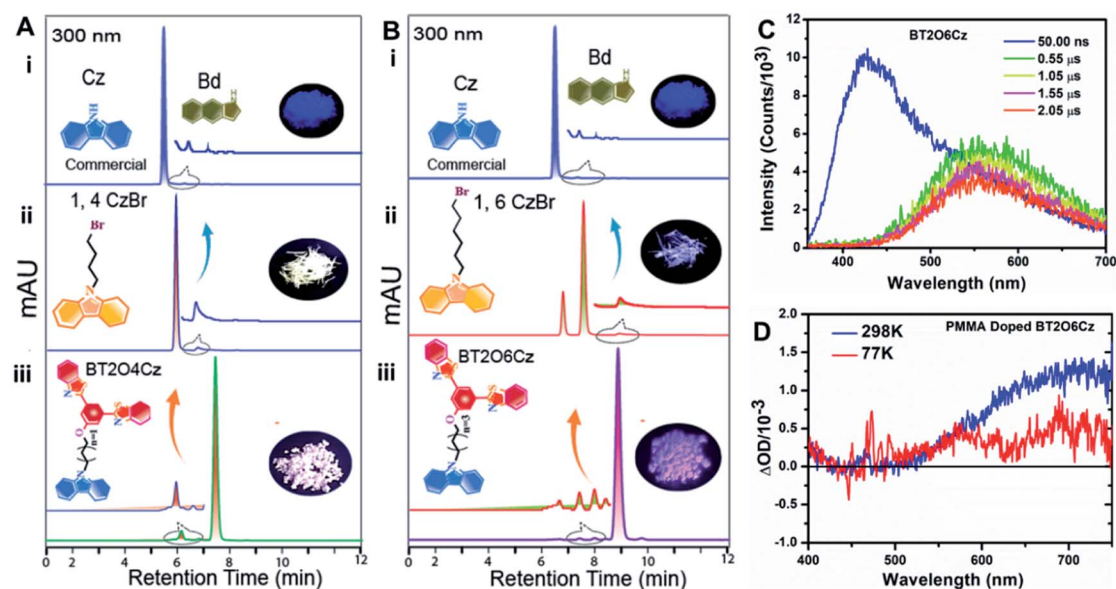 A
300 nm
i
Cz
NH
Commercial
Bd
H
N
ii
1, 4 CzBr
Br
N
mAU
iii
BT2O4Cz
N
S
S
N
O
n=1
N
0 2 4 6 8 10 12
Retention Time (min)
B
300 nm
i
Cz
NH
Commercial
Bd
H
N
ii
1, 6 CzBr
Br
N
mAU
iii
BT2O6Cz
N
S
S
N
O
n=3
N
0 2 4 6 8 10 12
Retention Time (min)
C
BT2O6Cz
50.00 ns
0.55 μs
1.05 μs
1.55 μs
2.05 μs
Intensity (Counts/10³)
12
10
8
6
4
2
0
400 500 600 700
Wavelength (nm)
D
298K
77K
PMMA Doped BT2O6Cz
ΔOD/10⁻³
2.0
1.5
1.0
0.5
0.0
-0.5
-1.0
400 500 600 700
Wavelength (nm)